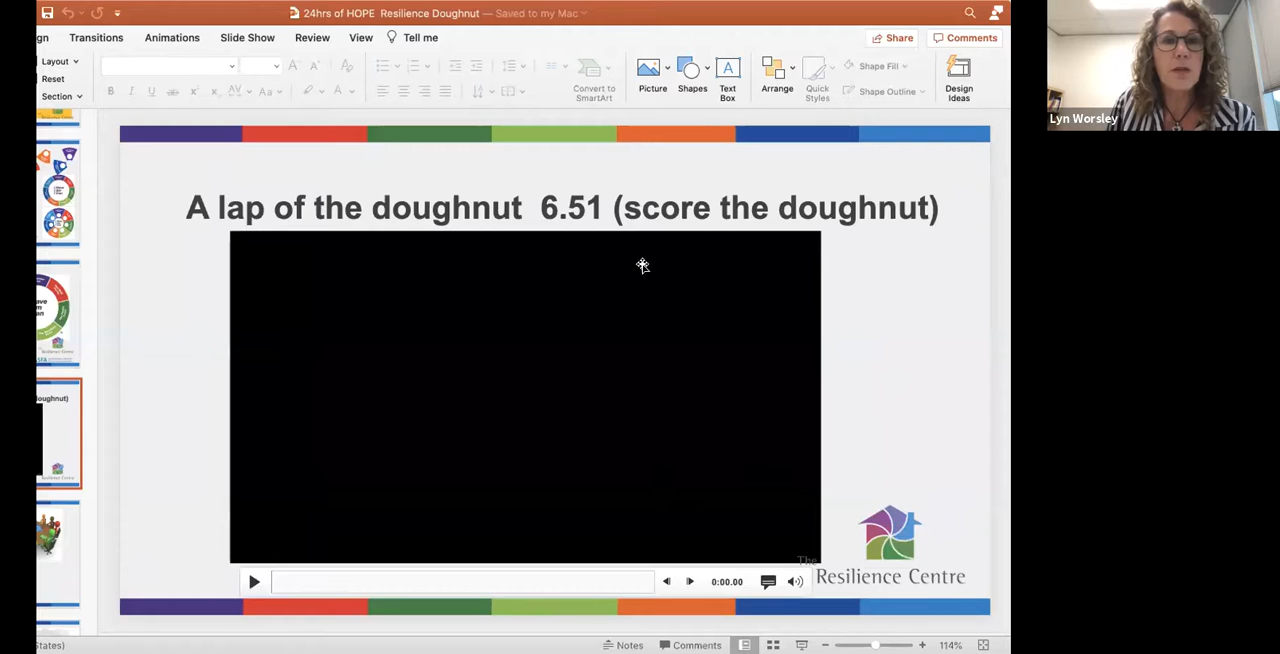 24hrs of HOPE Resilience Doughnut — Saved to my Mac
Transitions Animations Slide Show Review View Tell me
Share Comments
Layout
Reset
Section
Convert to
SmartArt
Picture Shapes Text
Box
Arrange Quick
Styles
Shape Fill
Shape Outline
Design
Ideas
Lyn Worsley
A lap of the doughnut 6.51 (score the doughnut)
0:00.00
The
Resilience Centre
Notes Comments 114%